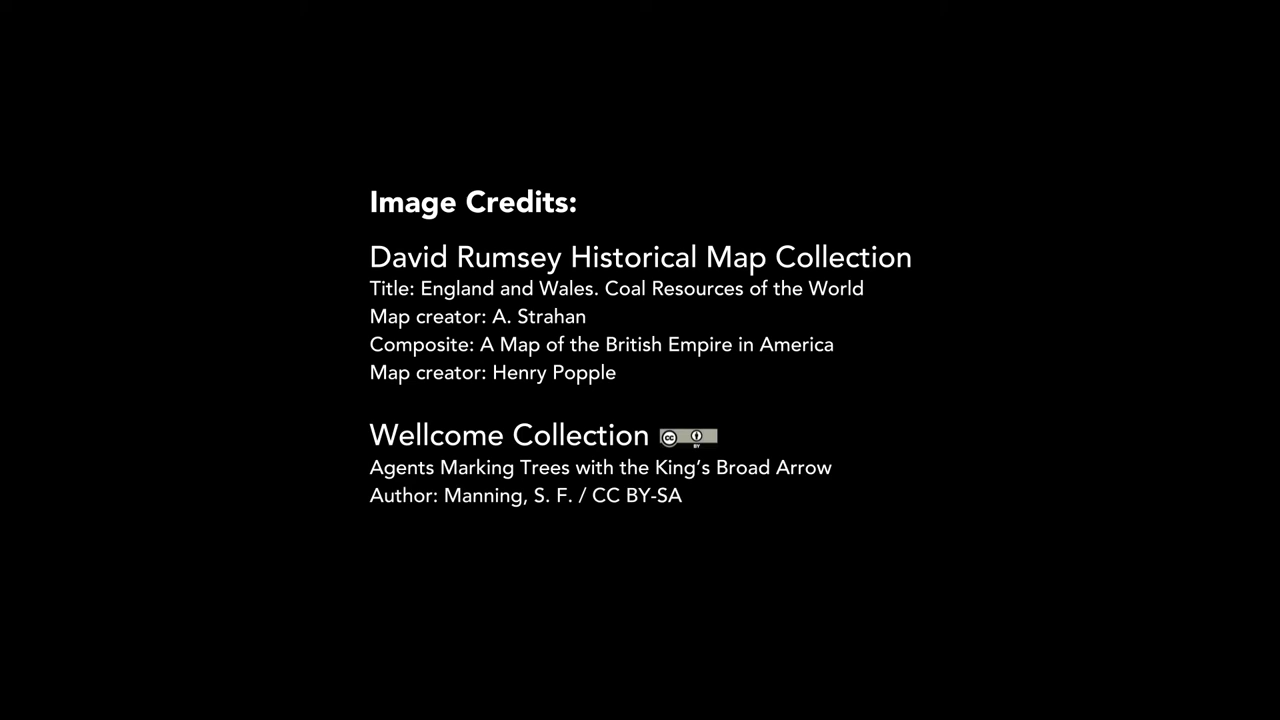 Image Credits:
David Rumsey Historical Map Collection
Title: England and Wales. Coal Resources of the World
Map creator: A. Strahan
Composite: A Map of the British Empire in America
Map creator: Henry Popple
Wellcome Collection cc BY
Agents Marking Trees with the King’s Broad Arrow
Author: Manning, S. F. / CC BY-SA